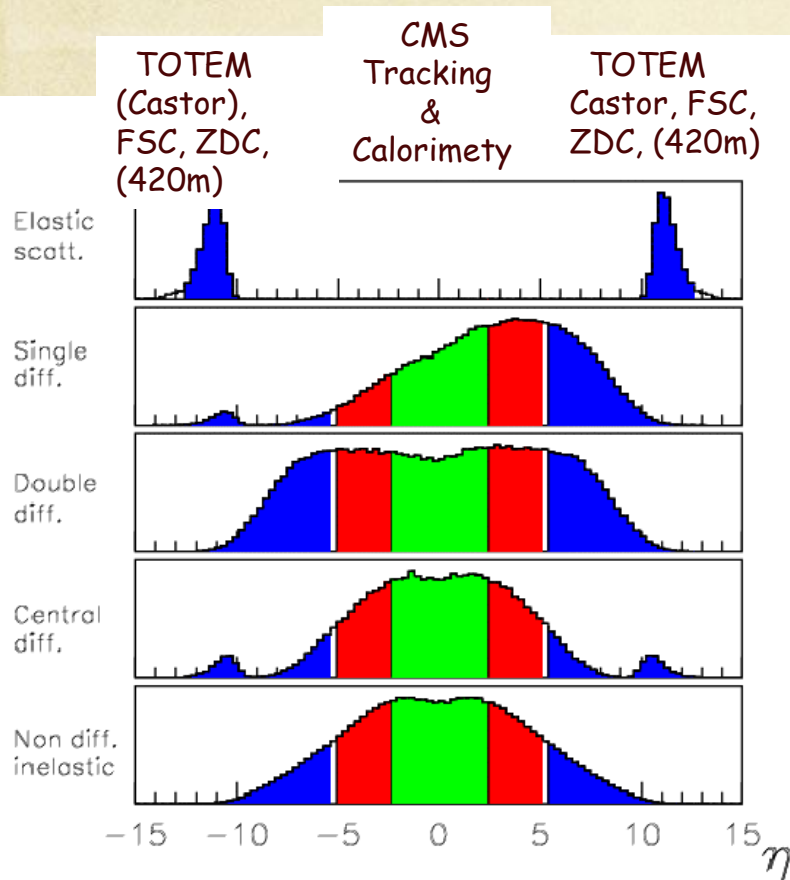 TOTEM
(Castor),
FSC, ZDC,
(420m)
CMS
Tracking
&
Calorimety
TOTEM
Castor, FSC,
ZDC, (420m)
Elastic
scatt.
Single
diff.
Double
diff.
Central
diff.
Non diff.
inelastic
−15 −10 −5 0 5 10 15
η